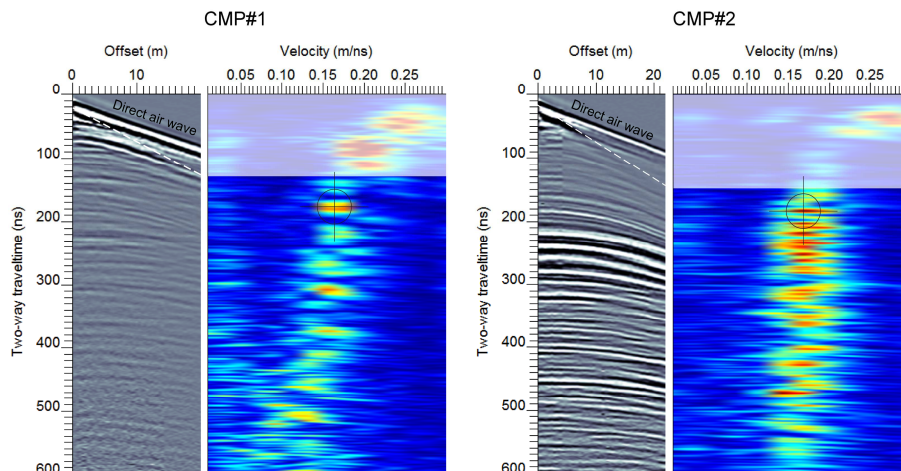 CMP#1
CMP#2
Offset (m)
Velocity (m/ns)
Offset (m)
Velocity (m/ns)
0 10
0.05 0.10 0.15 0.20 0.25
0 10 20
0.05 0.10 0.15 0.20 0.25
Two-way traveltime (ns)
0
100
200
300
400
500
600
Direct air wave
Two-way traveltime (ns)
0
100
200
300
400
500
600
Direct air wave